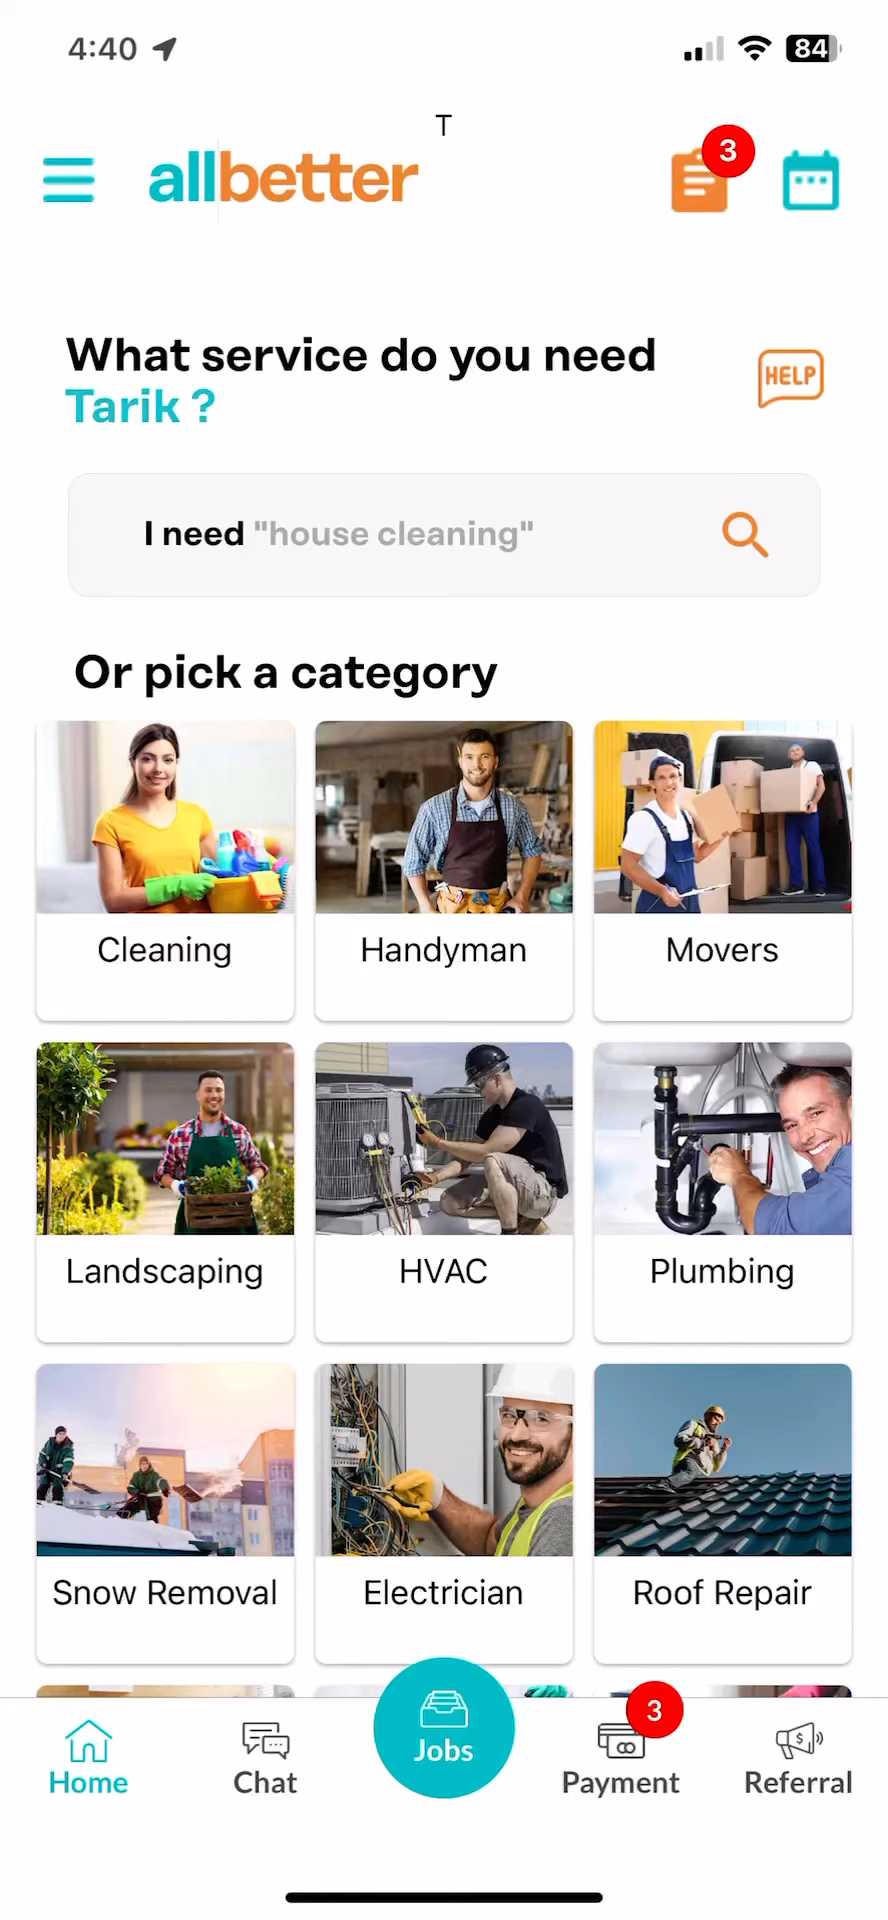 4:40
84
T
allbetter
3
What service do you need
Tarik ?
HELP
I need "house cleaning"
Or pick a category
Cleaning
Handyman
Movers
Landscaping
HVAC
Plumbing
Snow Removal
Electrician
Roof Repair
3
Home
Chat
Jobs
Payment
Referral